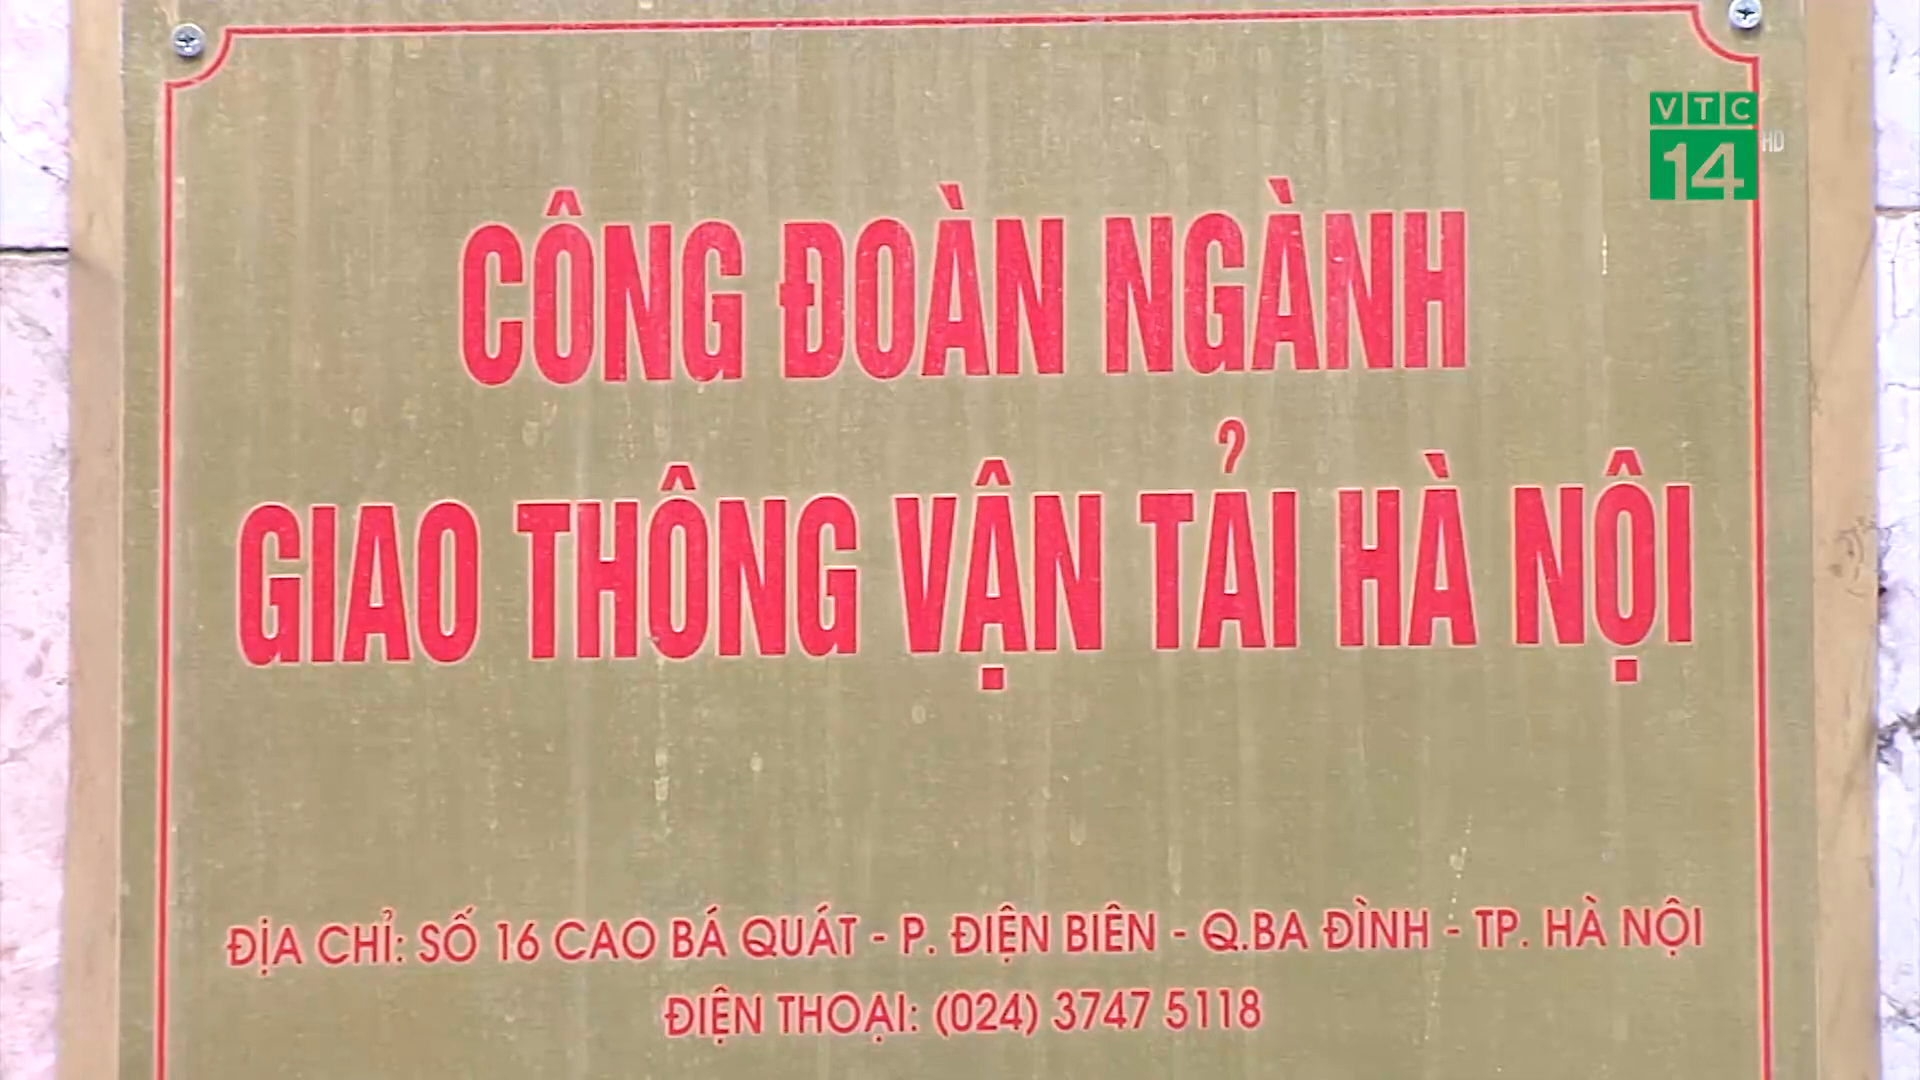 VTC
14
HD
CÔNG ĐOÀN NGÀNH
GIAO THÔNG VẬN TẢI HÀ NỘI
ĐỊA CHỈ: SỐ 16 CAO BÁ QUÁT - P. ĐIỆN BIÊN - Q.BA ĐÌNH - TP. HÀ NỘI
ĐIỆN THOẠI: (024) 3747 5118